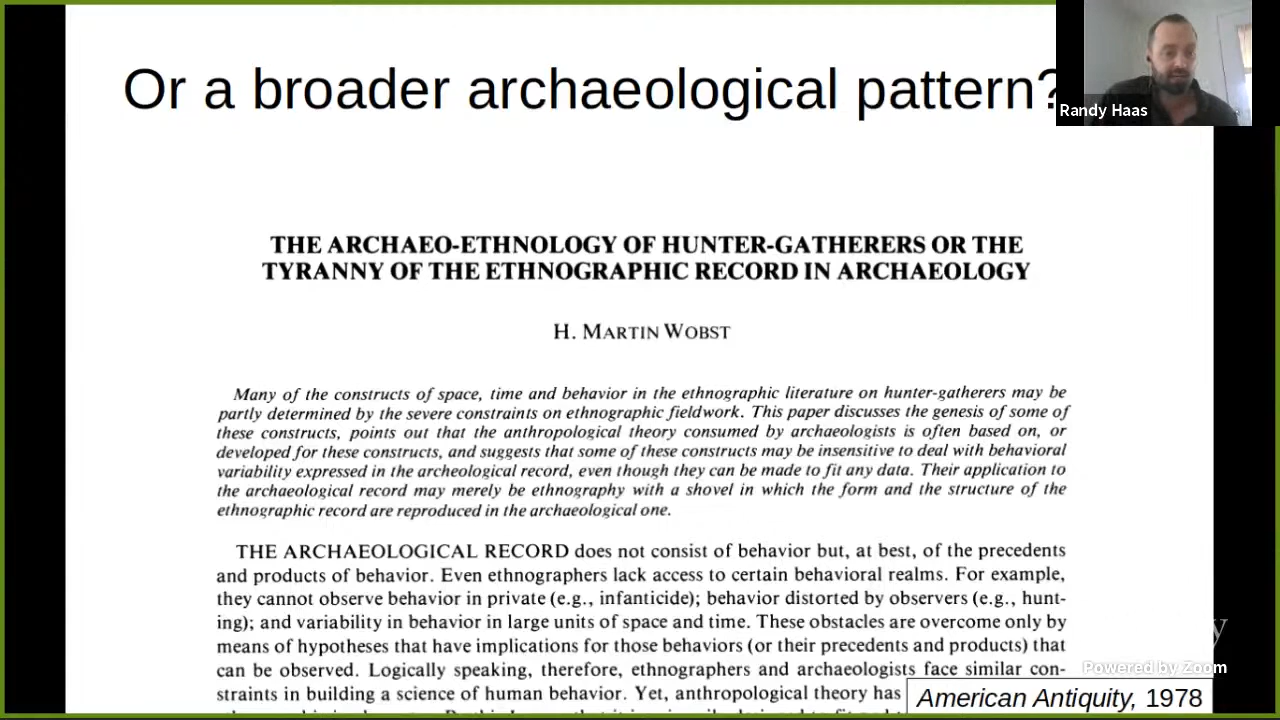 Or a broader archaeological pattern?
Randy Haas
THE ARCHAEO-ETHNOLOGY OF HUNTER-GATHERERS OR THE
TYRANNY OF THE ETHNOGRAPHIC RECORD IN ARCHAEOLOGY
H. MARTIN WOBST
Many of the constructs of space, time and behavior in the ethnographic literature on hunter-gatherers may be
partly determined by the severe constraints on ethnographic fieldwork. This paper discusses the genesis of some of
these constructs, points out that the anthropological theory consumed by archaeologists is often based on, or
developed for these constructs, and suggests that some of these constructs may be insensitive to deal with behavioral
variability expressed in the archeological record, even though they can be made to fit any data. Their application to
the archaeological record may merely be ethnography with a shovel in which the form and the structure of the
ethnographic record are reproduced in the archaeological one.
THE ARCHAEOLOGICAL RECORD does not consist of behavior but, at best, of the precedents
and products of behavior. Even ethnographers lack access to certain behavioral realms. For example,
they cannot observe behavior in private (e.g., infanticide); behavior distorted by observers (e.g., hunt-
ing); and variability in behavior in large units of space and time. These obstacles are overcome only by
means of hypotheses that have implications for those behaviors (or their precedents and products) that
can be observed. Logically speaking, therefore, ethnographers and archaeologists face similar con-
straints in building a science of human behavior. Yet, anthropological theory has
Powered by Zoom
American Antiquity, 1978